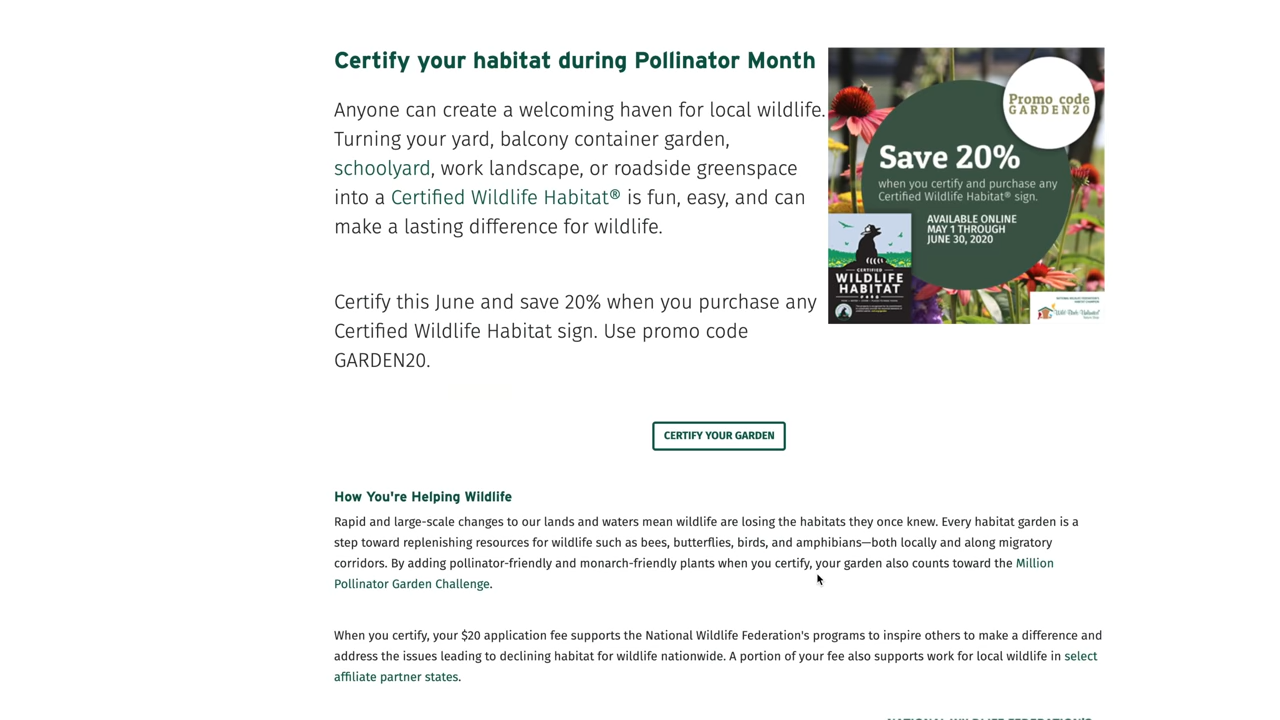 Certify your habitat during Pollinator Month
Anyone can create a welcoming haven for local wildlife.
Turning your yard, balcony container garden,
schoolyard, work landscape, or roadside greenspace
into a Certified Wildlife Habitat® is fun, easy, and can
make a lasting difference for wildlife.
Certify this June and save 20% when you purchase any
Certified Wildlife Habitat sign. Use promo code
GARDEN20.
Promo code
GARDEN20
Save 20%
when you certify and purchase any
Certified Wildlife Habitat® sign.
AVAILABLE ONLINE
MAY 1 THROUGH
JUNE 30, 2020
CERTIFIED
WILDLIFE
HABITAT
CERTIFY YOUR GARDEN
How You're Helping Wildlife
Rapid and large-scale changes to our lands and waters mean wildlife are losing the habitats they once knew. Every habitat garden is a
step toward replenishing resources for wildlife such as bees, butterflies, birds, and amphibians—both locally and along migratory
corridors. By adding pollinator-friendly and monarch-friendly plants when you certify, your garden also counts toward the Million
Pollinator Garden Challenge.
When you certify, your $20 application fee supports the National Wildlife Federation's programs to inspire others to make a difference and
address the issues leading to declining habitat for wildlife nationwide. A portion of your fee also supports work for local wildlife in select
affiliate partner states.